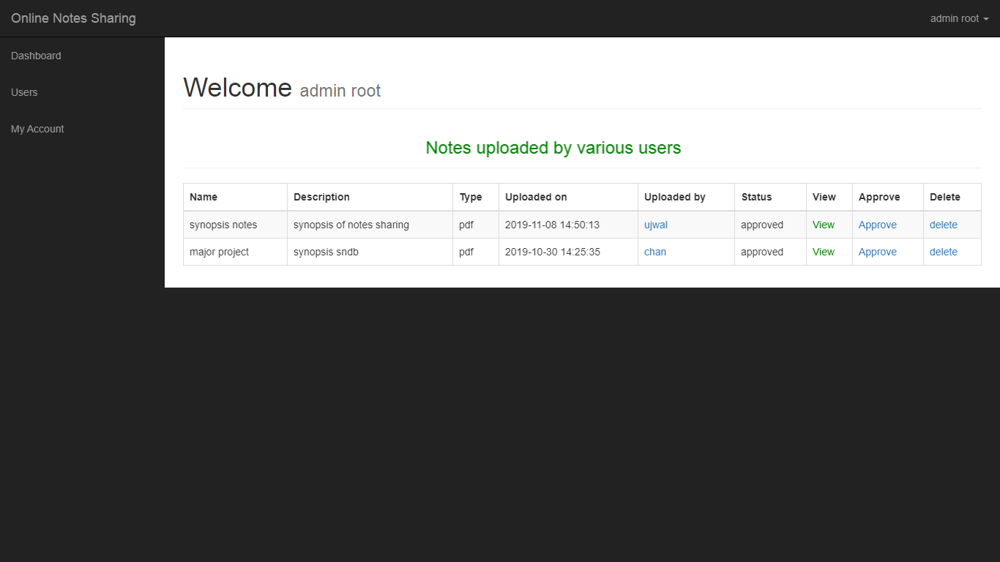 Online Notes Sharing admin root
Dashboard
Users
My Account
Welcome admin root
Notes uploaded by various users
Name Description Type Uploaded on Uploaded by Status View Approve Delete
synopsis notes synopsis of notes sharing pdf 2019-11-08 14:50:13 ujwal approved View Approve delete
major project synopsis sndb pdf 2019-10-30 14:25:35 chan approved View Approve delete